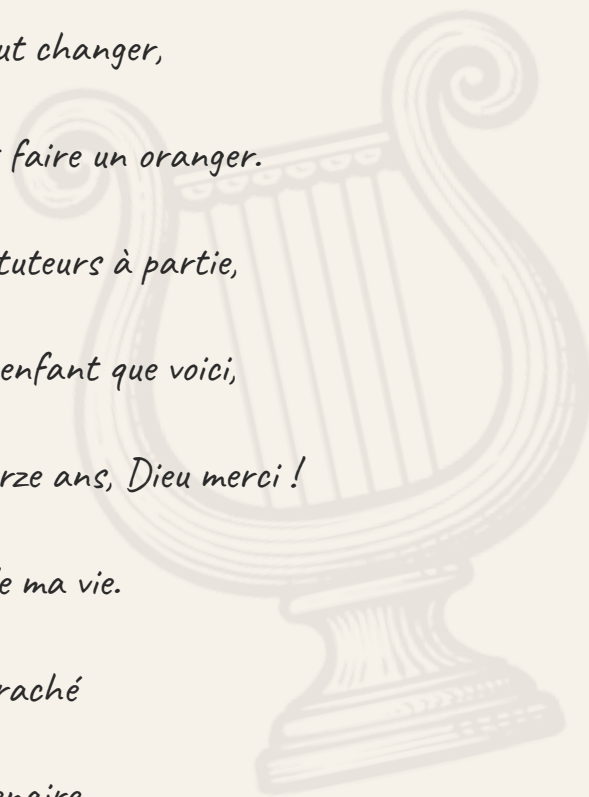 ut changer,
faire un oranger.
tuteurs à partie,
enfant que voici,
rze ans, Dieu merci !
e ma vie.
raché